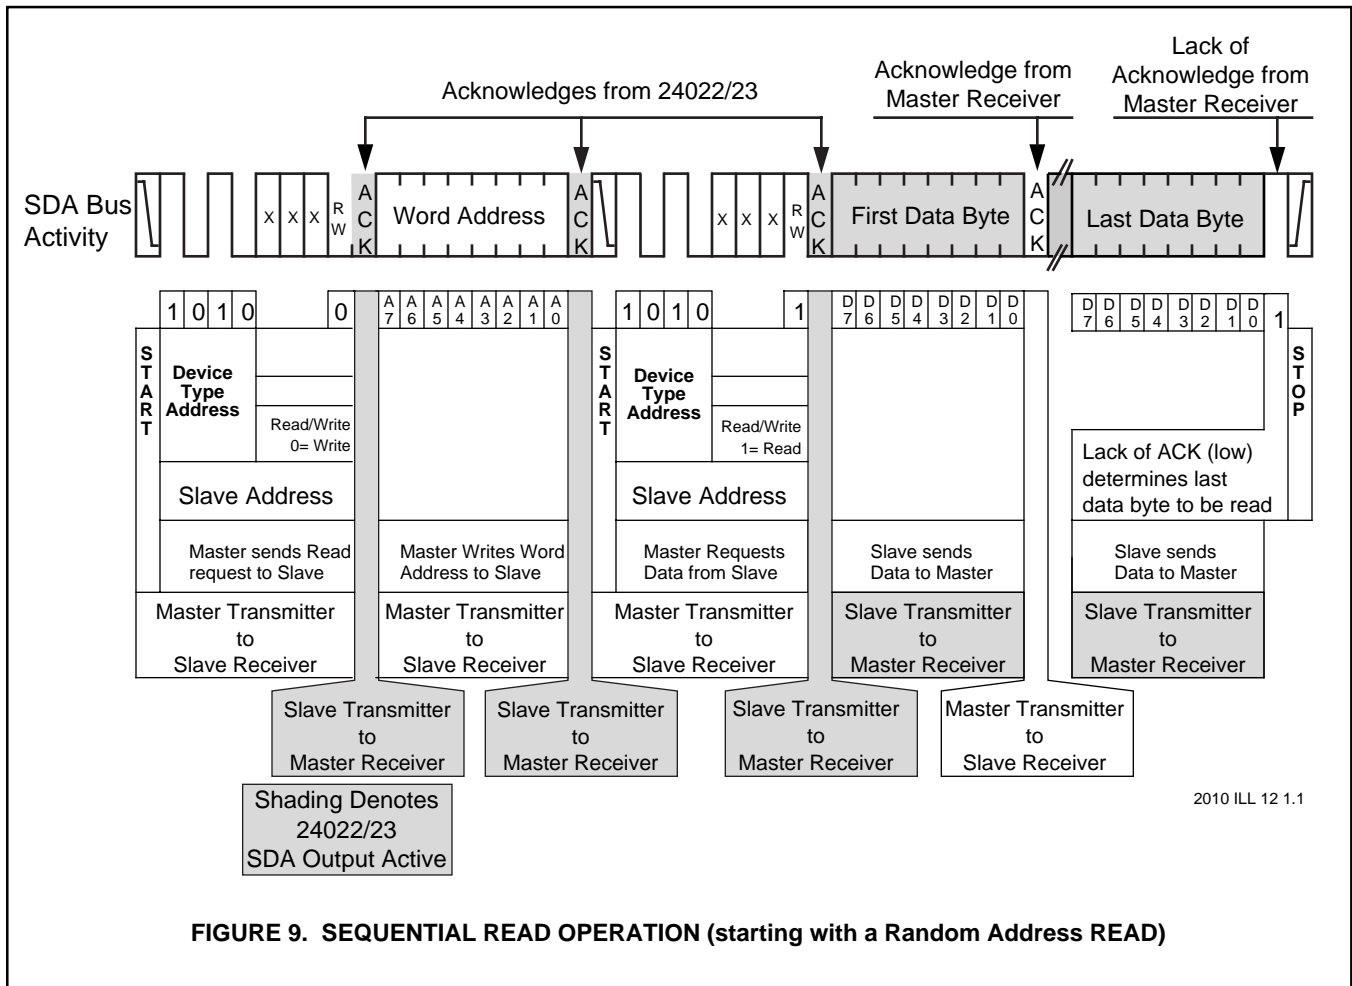 Lack of
Acknowledge from
Master Receiver
Acknowledge from
Master Receiver
Acknowledges from 24022/23
SDA Bus
Activity
X X X R W ACK Word Address ACK X X X R W ACK First Data Byte ACK Last Data Byte
1 0 1 0 0 A7 A6 A5 A4 A3 A2 A1 A0 1 0 1 0 1 D7 D6 D5 D4 D3 D2 D1 D0 D7 D6 D5 D4 D3 D2 D1 D0 1
START
Device
Type
Address
Read/Write
0= Write
Slave Address
START
Device
Type
Address
Read/Write
1= Read
Slave Address
STOP
Lack of ACK (low)
determines last
data byte to be read
Master sends Read
request to Slave
Master Writes Word
Address to Slave
Master Requests
Data from Slave
Slave sends
Data to Master
Slave sends
Data to Master
Master Transmitter
to
Slave Receiver
Master Transmitter
to
Slave Receiver
Master Transmitter
to
Slave Receiver
Slave Transmitter
to
Master Receiver
Slave Transmitter
to
Master Receiver
Slave Transmitter
to
Master Receiver
Slave Transmitter
to
Master Receiver
Slave Transmitter
to
Master Receiver
Master Transmitter
to
Slave Receiver
Shading Denotes
24022/23
SDA Output Active
2010 ILL 12 1.1
FIGURE 9. SEQUENTIAL READ OPERATION (starting with a Random Address READ)